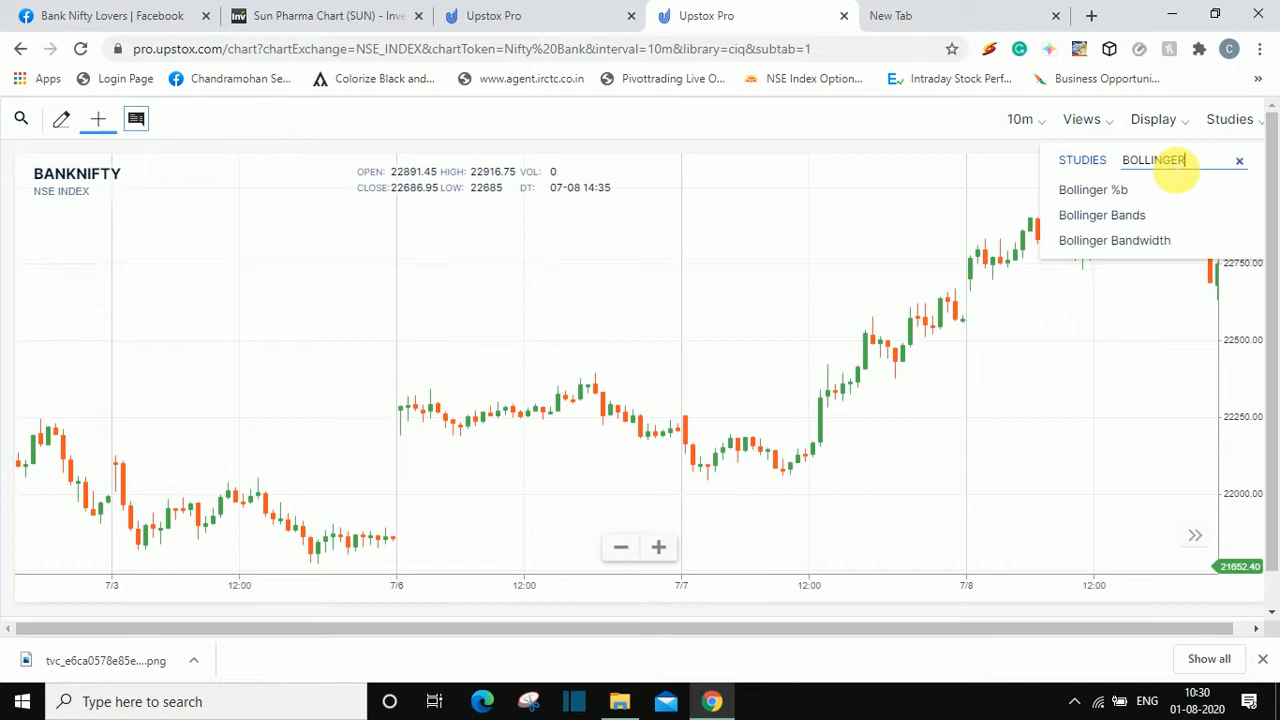 Bank Nifty Lovers | Facebook
Sun Pharma Chart (SUN) - Inve
Upstox Pro
Upstox Pro
New Tab
pro.upstox.com/chart?chartExchange=NSE_INDEX&chartToken=Nifty%20Bank&interval=10m&library=ciq&subtab=1
C
Apps
Login Page
Chandramohan Se...
Colorize Black and...
www.agent.irctc.co.in
Pivottrading Live O...
NSE Index Option...
Intraday Stock Perf...
Business Opportuni...
10m
Views
Display
Studies
BANKNIFTY
NSE INDEX
OPEN: 22891.45 HIGH: 22916.75 VOL: 0
CLOSE: 22686.95 LOW: 22685 DT: 07-08 14:35
STUDIES
BOLLINGER
Bollinger %b
Bollinger Bands
Bollinger Bandwidth
22750.00
22500.00
22250.00
22000.00
21652.40
7/3
12:00
7/6
12:00
7/7
12:00
7/8
12:00
tvc_e6ca0578e85e....png
Show all
Type here to search
ENG
10:30
01-08-2020